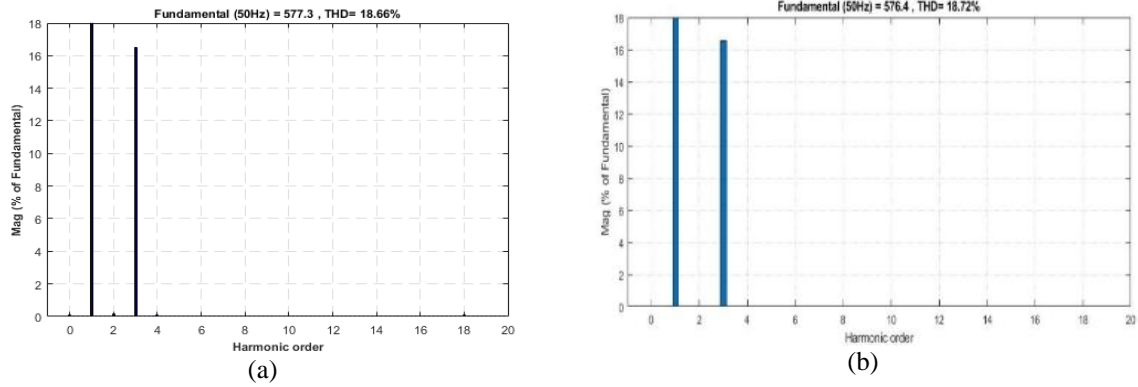 Fundamental (50Hz) = 577.3 , THD= 18.66%
Mag (% of Fundamental)
18
16
14
12
10
8
6
4
2
0
0 2 4 6 8 10 12 14 16 18 20
Harmonic order
(a)
Fundamental (50Hz) = 576.4 , THD= 18.72%
Mag (% of Fundamental)
18
16
14
12
10
8
6
4
2
0
0 2 4 6 8 10 12 14 16 18 20
Harmonic order
(b)